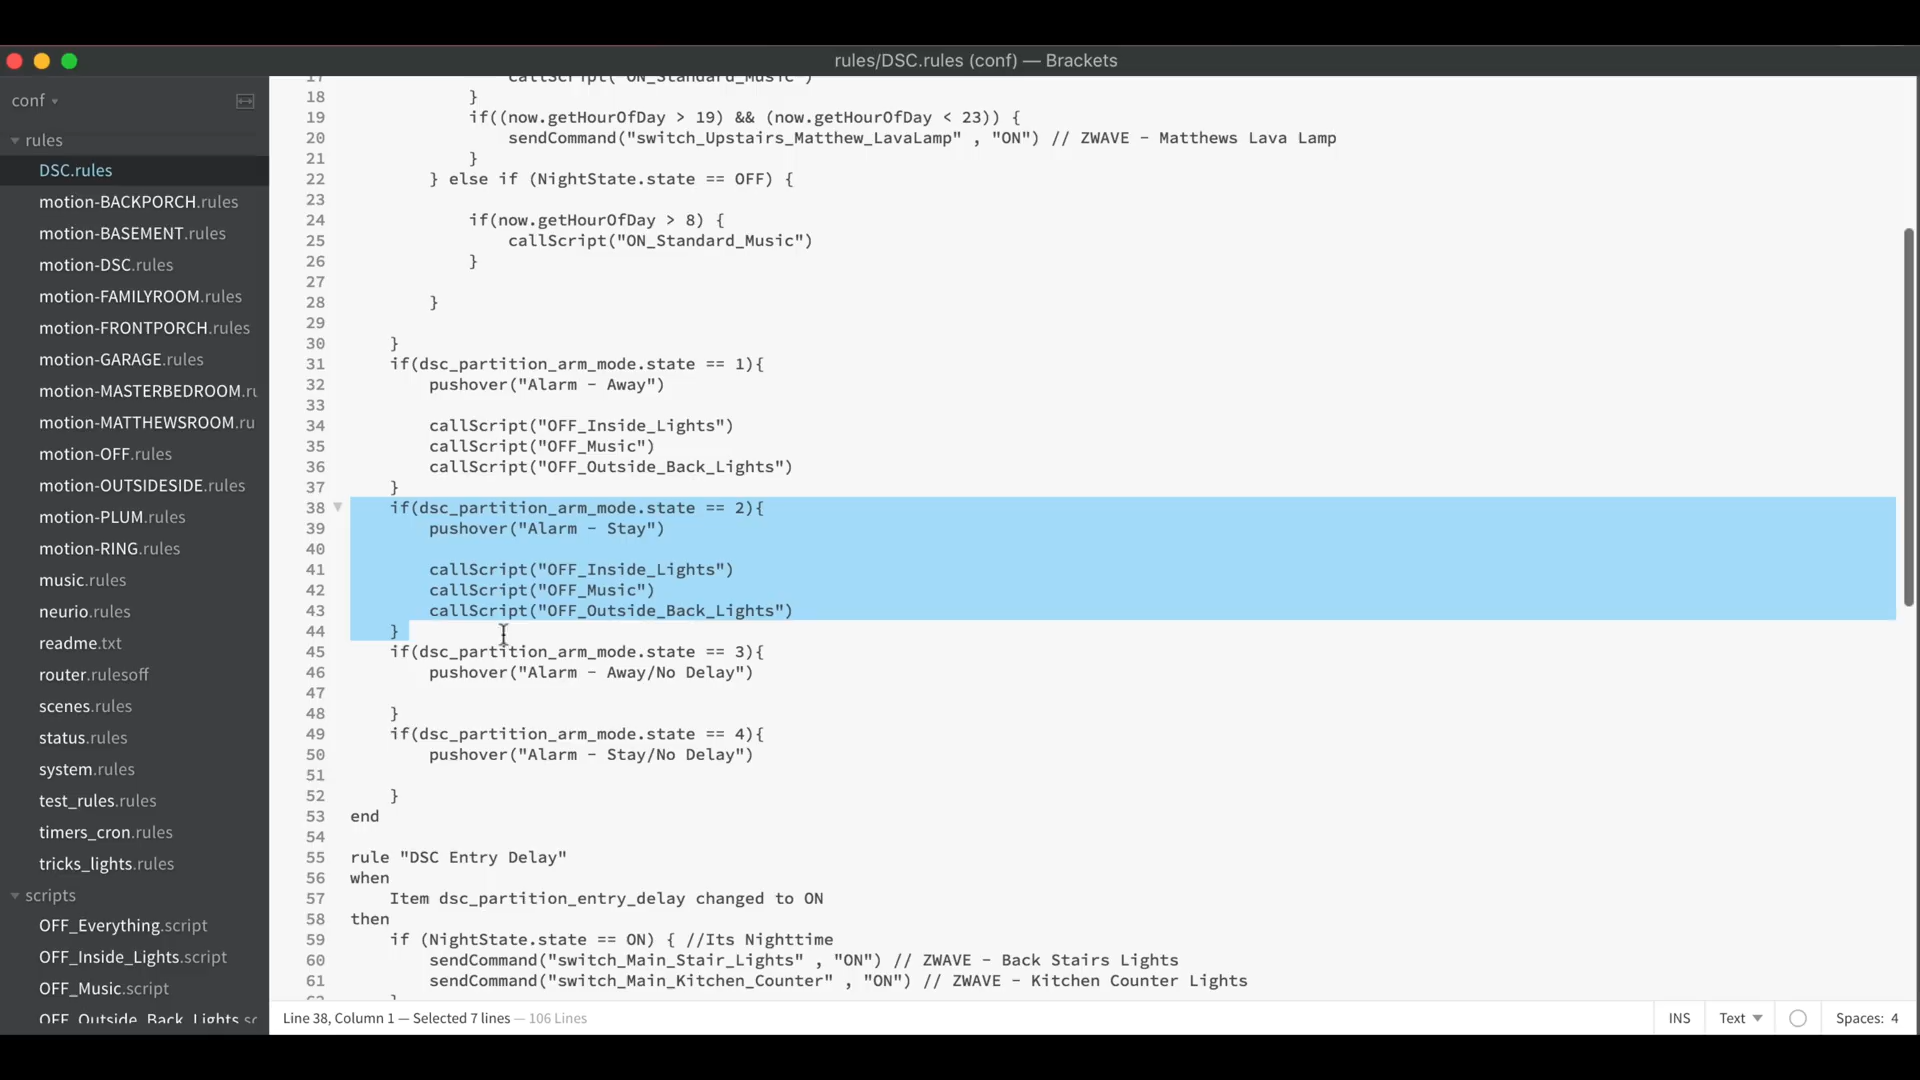 rules/DSC.rules (conf) — Brackets
conf
rules
DSC.rules
motion-BACKPORCH.rules
motion-BASEMENT.rules
motion-DSC.rules
motion-FAMILYROOM.rules
motion-FRONTPORCH.rules
motion-GARAGE.rules
motion-MASTERBEDROOM.ru
motion-MATTHEWSROOM.ru
motion-OFF.rules
motion-OUTSIDESIDE.rules
motion-PLUM.rules
motion-RING.rules
music.rules
neurio.rules
readme.txt
router.rulesoff
scenes.rules
status.rules
system.rules
test_rules.rules
timers_cron.rules
tricks_lights.rules
scripts
OFF_Everything.script
OFF_Inside_Lights.script
OFF_Music.script
OFF_Outside_Back_Lights.sc
17 callScript("ON_Standard_Music")
18 }
19 if((now.getHourOfDay > 19) && (now.getHourOfDay < 23)) {
20 sendCommand("switch_Upstairs_Matthew_LavaLamp" , "ON") // ZWAVE - Matthews Lava Lamp
21 }
22 } else if (NightState.state == OFF) {
23
24 if(now.getHourOfDay > 8) {
25 callScript("ON_Standard_Music")
26 }
27
28 }
29
30 }
31 if(dsc_partition_arm_mode.state == 1){
32 pushover("Alarm - Away")
33
34 callScript("OFF_Inside_Lights")
35 callScript("OFF_Music")
36 callScript("OFF_Outside_Back_Lights")
37 }
38 if(dsc_partition_arm_mode.state == 2){
39 pushover("Alarm - Stay")
40
41 callScript("OFF_Inside_Lights")
42 callScript("OFF_Music")
43 callScript("OFF_Outside_Back_Lights")
44 }
45 if(dsc_partition_arm_mode.state == 3){
46 pushover("Alarm - Away/No Delay")
47
48 }
49 if(dsc_partition_arm_mode.state == 4){
50 pushover("Alarm - Stay/No Delay")
51
52 }
53 end
54
55 rule "DSC Entry Delay"
56 when
57 Item dsc_partition_entry_delay changed to ON
58 then
59 if (NightState.state == ON) { //Its Nighttime
60 sendCommand("switch_Main_Stair_Lights" , "ON") // ZWAVE - Back Stairs Lights
61 sendCommand("switch_Main_Kitchen_Counter" , "ON") // ZWAVE - Kitchen Counter Lights
62 }
Line 38, Column 1 — Selected 7 lines — 106 Lines
INS Text Spaces: 4